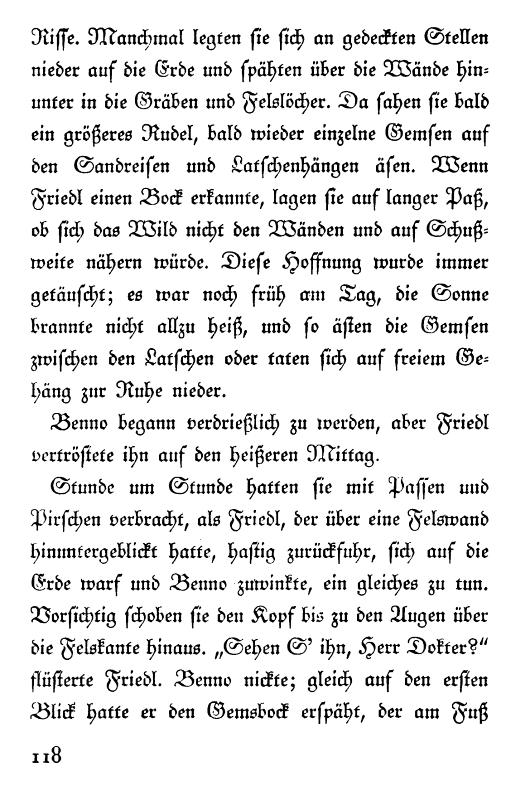 Risse. Manchmal legten sie sich an gedeckten Stellen
nieder auf die Erde und spähten über die Wände hin-
unter in die Gräben und Felslöcher. Da sahen sie bald
ein größeres Rudel, bald wieder einzelne Gemsen auf
den Sandreisen und Latschenhängen äsen. Wenn
Friedl einen Bock erkannte, lagen sie auf langer Paß,
ob sich das Wild nicht den Wänden und auf Schuß-
weite nähern würde. Diese Hoffnung wurde immer
getäuscht; es war noch früh am Tag, die Sonne
brannte nicht allzu heiß, und so ästen die Gemsen
zwischen den Latschen oder taten sich auf freiem Ge-
häng zur Ruhe nieder.
Benno begann verdrießlich zu werden, aber Friedl
vertröstete ihn auf den heißeren Mittag.
Stunde um Stunde hatten sie mit Passen und
Pirschen verbracht, als Friedl, der über eine Felswand
hinuntergeblickt hatte, hastig zurückfuhr, sich auf die
Erde warf und Benno zuwinkte, ein gleiches zu tun.
Vorsichtig schoben sie den Kopf bis zu den Augen über
die Felskante hinaus. „Sehen S' ihn, Herr Dokter?"
flüsterte Friedl. Benno nickte; gleich auf den ersten
Blick hatte er den Gemsbock erspäht, der am Fuß
118